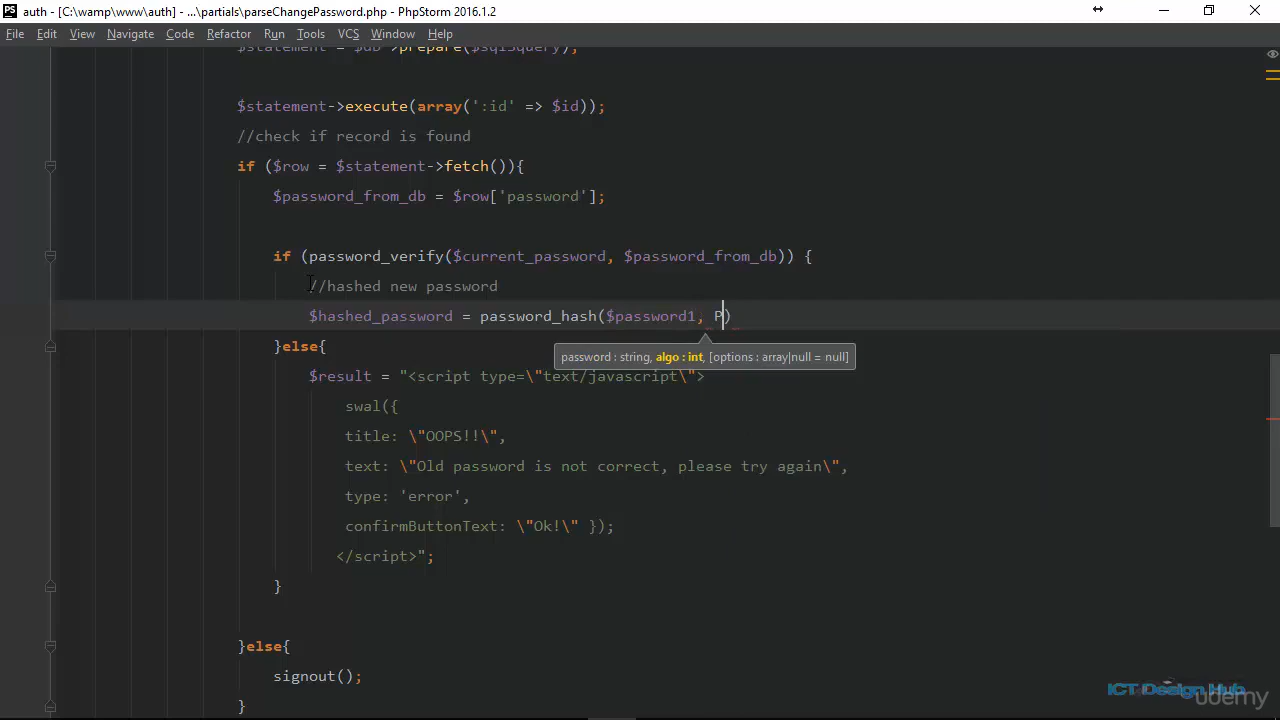 auth - [C:\wamp\www\auth] - ...\partials\parseChangePassword.php - PhpStorm 2016.1.2
File Edit View Navigate Code Refactor Run Tools VCS Window Help
$statement = $db->prepare($sqlQuery);
$statement->execute(array(':id' => $id));
//check if record is found
if ($row = $statement->fetch()){
$password_from_db = $row['password'];
if (password_verify($current_password, $password_from_db)) {
//hashed new password
$hashed_password = password_hash($password1, P)
}else{
password : string, algo : int, [options : array|null = null]
$result = "<script type=\"text/javascript\">
swal({
title: \"OOPS!!\",
text: \"Old password is not correct, please try again\",
type: 'error',
confirmButtonText: \"Ok!\" });
</script>";
}
}else{
signout();
}
ICT Design Hub
udemy